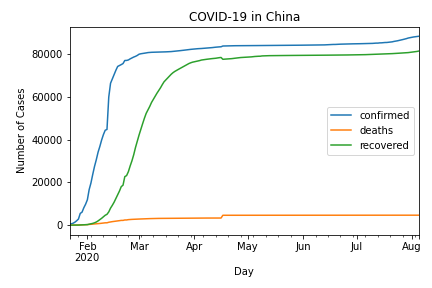 COVID-19 in China
Number of Cases
80000
60000
40000
20000
0
confirmed
deaths
recovered
Feb Mar Apr May Jun Jul Aug
2020
Day